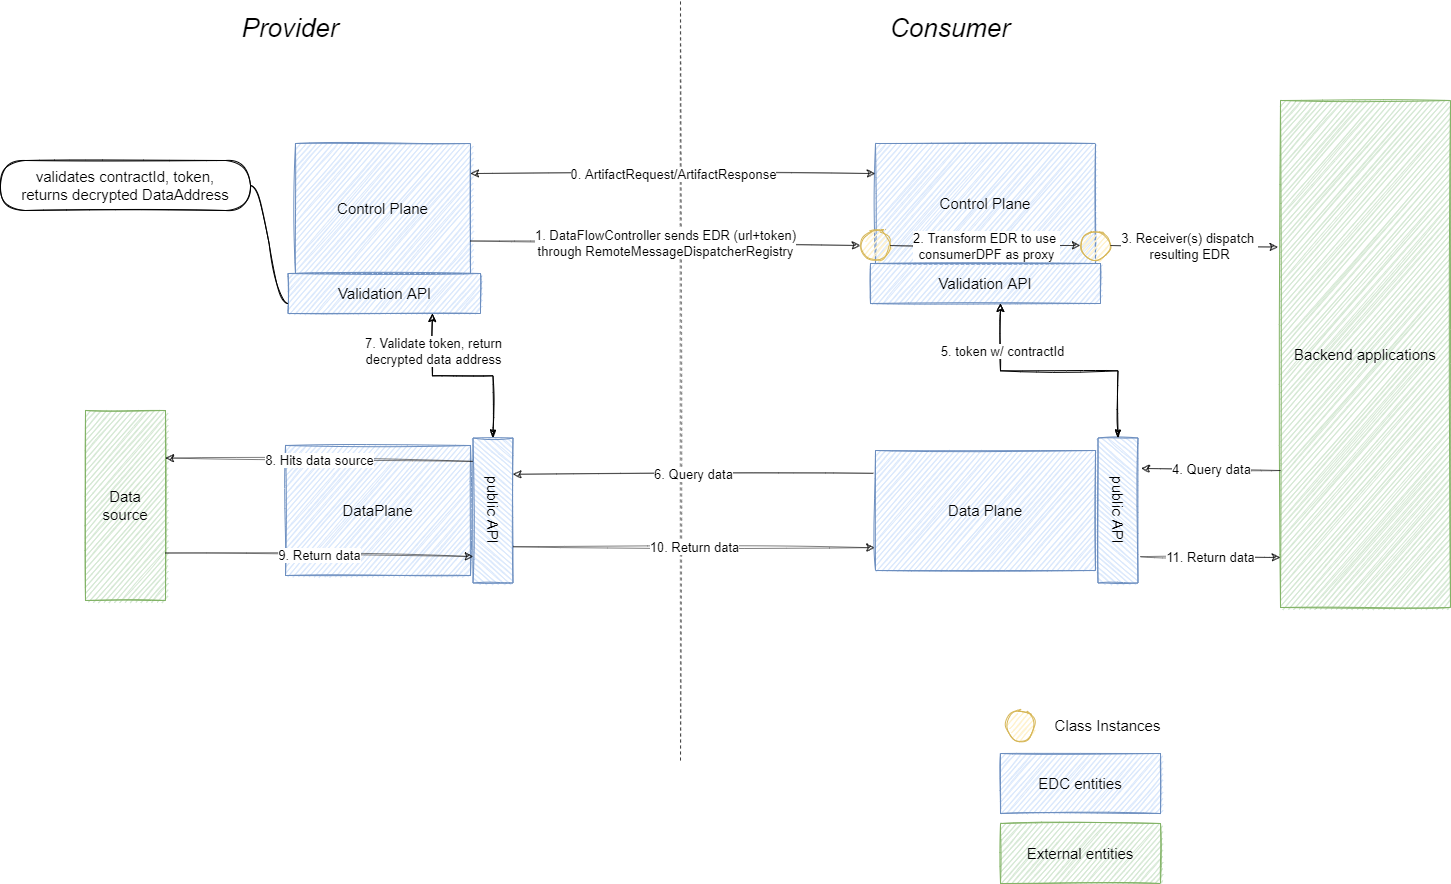 Provider
Consumer
validates contractId, token,
returns decrypted DataAddress
Control Plane
Validation API
0. ArtifactRequest/ArtifactResponse
1. DataFlowController sends EDR (url+token)
through RemoteMessageDispatcherRegistry
Control Plane
2. Transform EDR to use
consumerDPF as proxy
Validation API
3. Receiver(s) dispatch
resulting EDR
Backend applications
7. Validate token, return
decrypted data address
5. token w/ contractId
Data
source
8. Hits data source
DataPlane
9. Return data
public API
6. Query data
10. Return data
Data Plane
public API
4. Query data
11. Return data
Class Instances
EDC entities
External entities